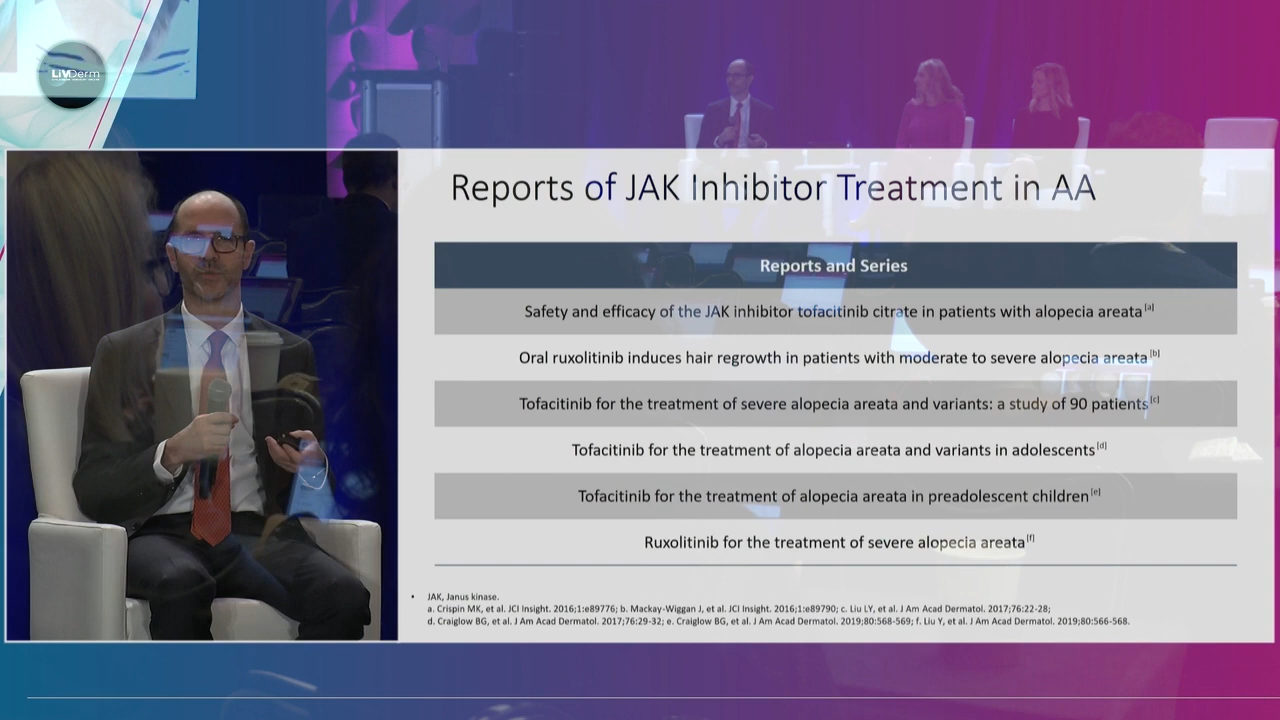 LiVDerm
Reports of JAK Inhibitor Treatment in AA
Reports and Series
Safety and efficacy of the JAK inhibitor tofacitinib citrate in patients with alopecia areata[a]
Oral ruxolitinib induces hair regrowth in patients with moderate to severe alopecia areata[b]
Tofacitinib for the treatment of severe alopecia areata and variants: a study of 90 patients[c]
Tofacitinib for the treatment of alopecia areata and variants in adolescents[d]
Tofacitinib for the treatment of alopecia areata in preadolescent children[e]
Ruxolitinib for the treatment of severe alopecia areata[f]
• JAK, Janus kinase.
a. Crispin MK, et al. JCI Insight. 2016;1:e89776; b. Mackay-Wiggan J, et al. JCI Insight. 2016;1:e89790; c. Liu LY, et al. J Am Acad Dermatol. 2017;76:22-28;
d. Craiglow BG, et al. J Am Acad Dermatol. 2017;76:29-32; e. Craiglow BG, et al. J Am Acad Dermatol. 2019;80:568-569; f. Liu Y, et al. J Am Acad Dermatol. 2019;80:566-568.